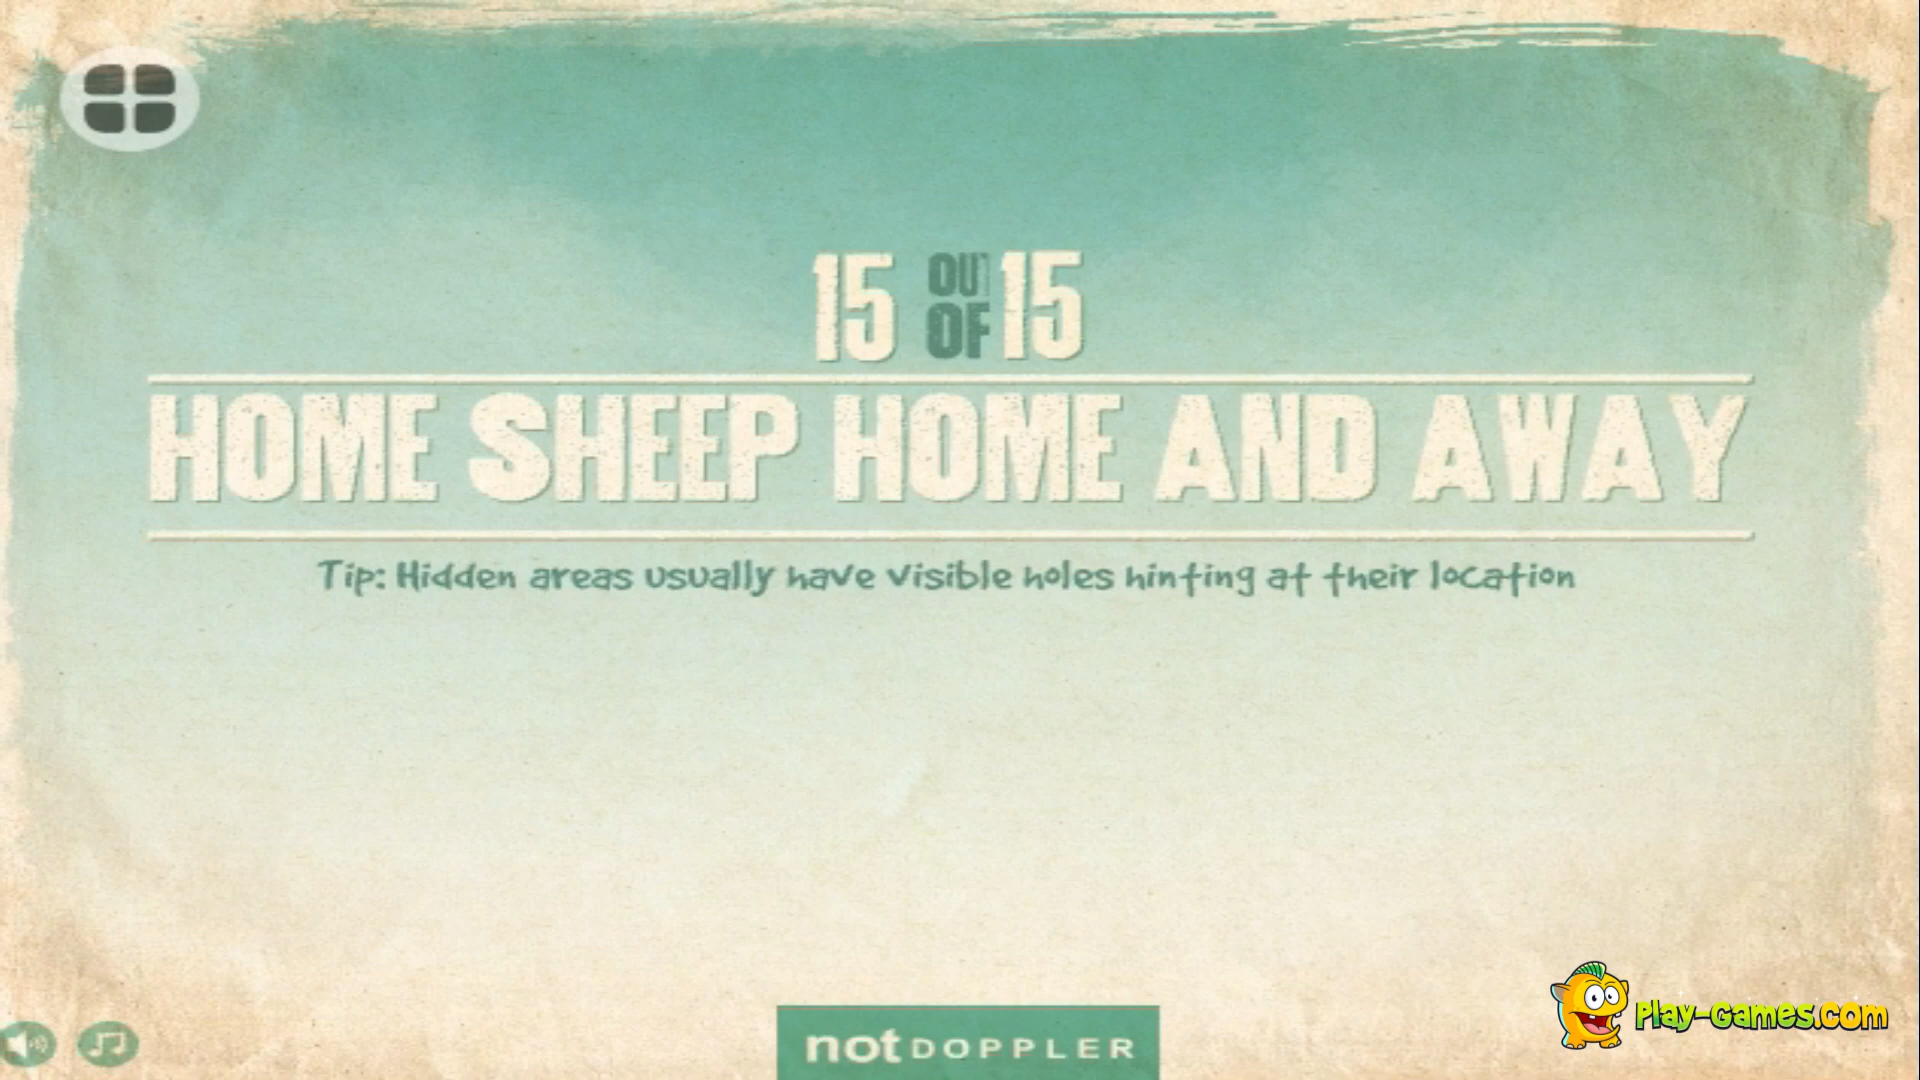 15 OUT OF 15
HOME SHEEP HOME AND AWAY
Tip: Hidden areas usually have visible holes hinting at their location
notDOPPLER
Play-Games.com